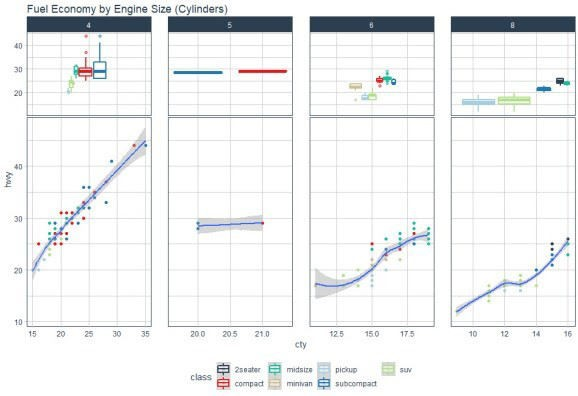 Fuel Economy by Engine Size (Cylinders)
4 5 6 8
40
30
20
hwy
40
30
20
10
15 20 25 30 35 20.0 20.5 21.0 12.5 15.0 17.5 10 12 14 16
cty
class
2seater midsize pickup suv
compact minivan subcompact